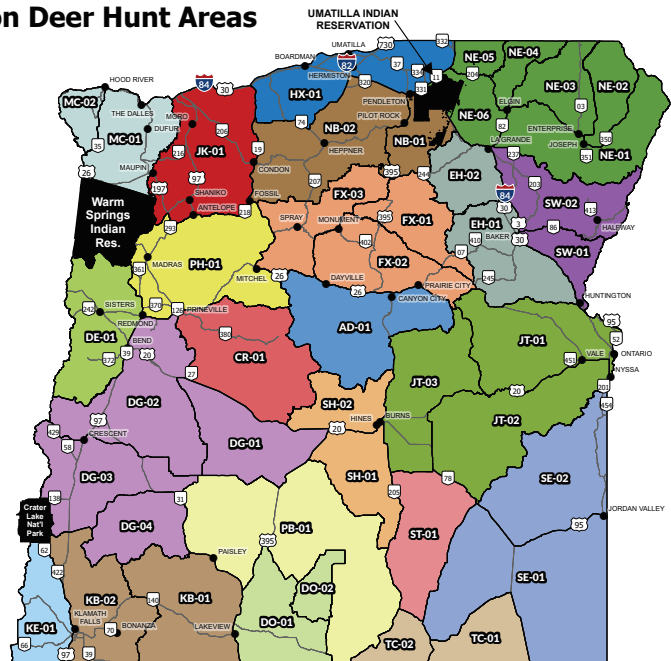 on Deer Hunt Areas
UMATILLA INDIAN
RESERVATION
UMATILLA
730
332
BOARDMAN
82
37
NE-05
NE-04
HOOD RIVER
84
30
HERMISTON
320
334
11
204
NE-03
NE-02
MC-02
HX-01
331
THE DALLES
PENDLETON
ELGIN
03
MORO
74
PILOT ROCK
NE-06
MC-01
DUFUR
206
NB-02
82
ENTERPRISE
350
35
216
JK-01
19
HEPPNER
NB-01
LA GRANDE
JOSEPH
351
NE-01
26
MAUPIN
97
CONDON
395
244
EH-02
237
197
SHANIKO
207
FX-03
84
203
Warm
Springs
Indian
Res.
ANTELOPE
218
FOSSIL
30
SW-02
413
293
SPRAY
MONUMENT
395
FX-01
EH-01
3
86
HALFWAY
402
410
BAKER
30
MADRAS
PH-01
07
SW-01
361
MITCHEL
26
FX-02
245
DAYVILLE
PRAIRIE CITY
26
HUNTINGTON
SISTERS
370
126
PRINEVILLE
CANYON CITY
242
REDMOND
AD-01
95
DE-01
BEND
380
JT-01
52
39
20
CR-01
451
VALE
ONTARIO
372
NYSSA
27
JT-03
20
201
DG-02
SH-02
454
97
HINES
BURNS
JT-02
429
CRESCENT
20
58
DG-01
DG-03
SH-01
78
SE-02
138
31
205
Crater
Lake
Nat'l
Park
DG-04
PB-01
ST-01
JORDAN VALLEY
95
395
62
PAISLEY
422
SE-01
KB-02
140
KB-01
DO-02
KLAMATH
FALLS
KE-01
70
BONANZA
LAKEVIEW
DO-01
66
TC-02
TC-01
97
39